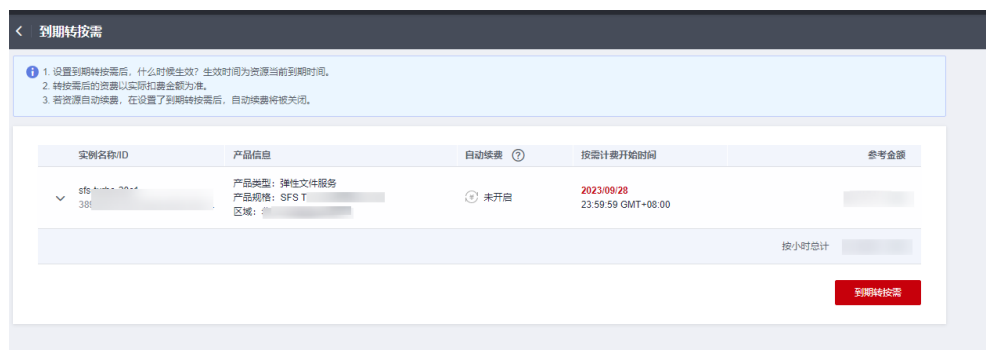 到期转按需
1. 设置到期转按需后，什么时候生效？生效时间为资源当前到期时间。
2. 转按需后的资费以实际扣费金额为准。
3. 若资源自动续费，在设置了到期转按需后，自动续费将被关闭。
实例名称/ID 产品信息 自动续费 按需计费开始时间 参考金额
产品类型：弹性文件服务
产品规格：SFS T
区域：
未开启
2023/09/28
23:59:59 GMT+08:00
按小时总计
到期转按需